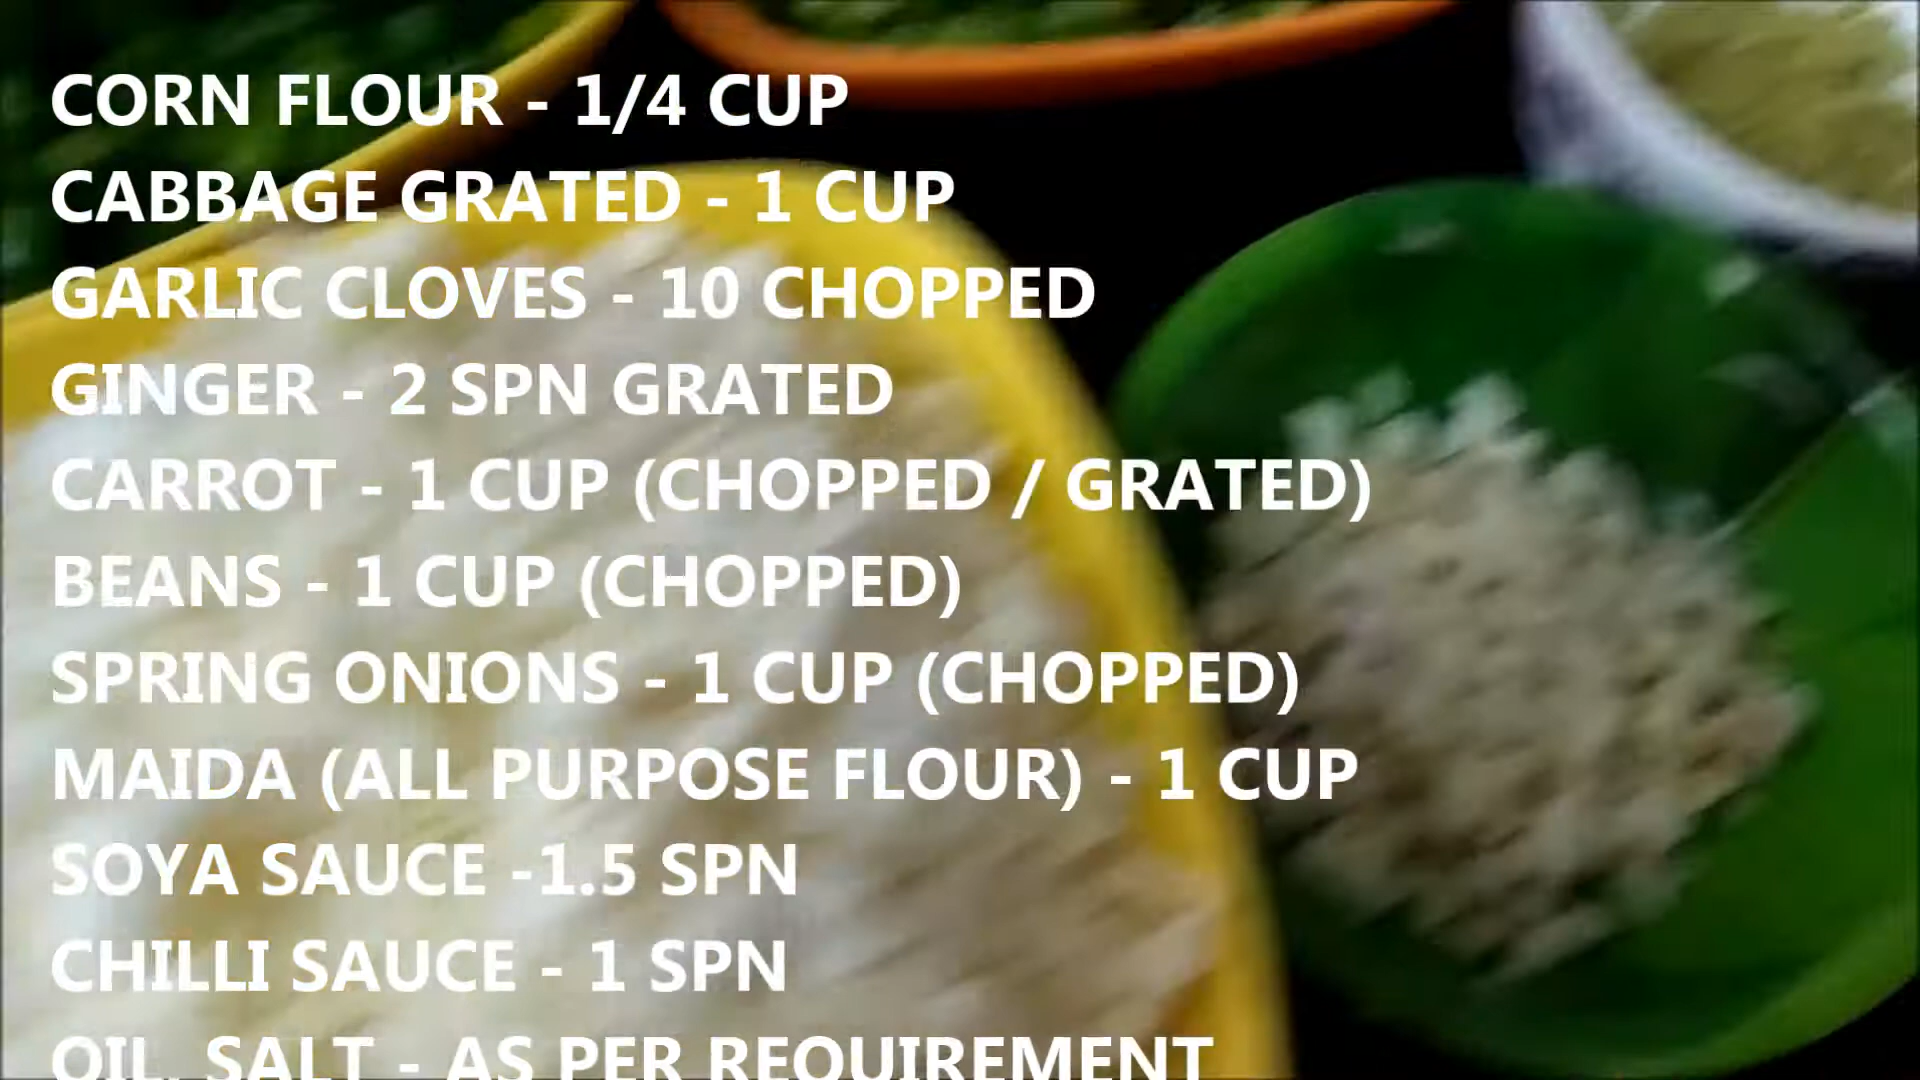 CORN FLOUR - 1/4 CUP
CABBAGE GRATED - 1 CUP
GARLIC CLOVES - 10 CHOPPED
GINGER - 2 SPN GRATED
CARROT - 1 CUP (CHOPPED / GRATED)
BEANS - 1 CUP (CHOPPED)
SPRING ONIONS - 1 CUP (CHOPPED)
MAIDA (ALL PURPOSE FLOUR) - 1 CUP
SOYA SAUCE -1.5 SPN
CHILLI SAUCE - 1 SPN
OIL, SALT - AS PER REQUIREMENT